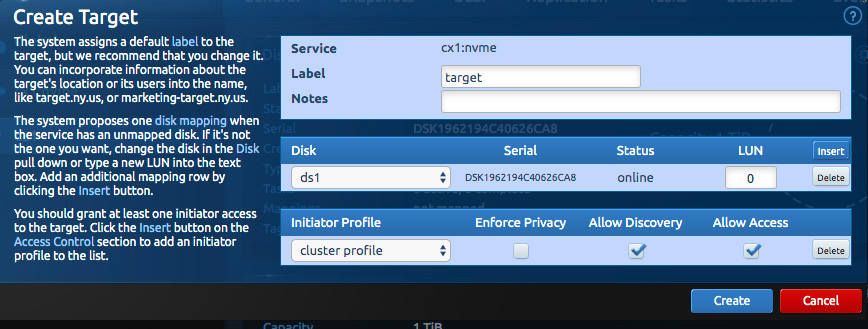 Create Target
?
The system assigns a default label to the
target, but we recommend that you change it.
You can incorporate information about the
target's location or its users into the name,
like target.ny.us, or marketing-target.ny.us.
The system proposes one disk mapping when
the service has an unmapped disk. If it's not
the one you want, change the disk in the Disk
pull down or type a new LUN into the text
box. Add an additional mapping row by
clicking the Insert button.
You should grant at least one initiator access
to the target. Click the Insert button on the
Access Control section to add an initiator
profile to the list.
Service cx1:nvme
Label target
Notes
Serial DSK1962194C40626CA8
Disk Serial Status LUN Insert
ds1 DSK1962194C40626CA8 online 0 Delete
Initiator Profile Enforce Privacy Allow Discovery Allow Access
cluster profile Delete
Create Cancel
Capacity 1 TiB